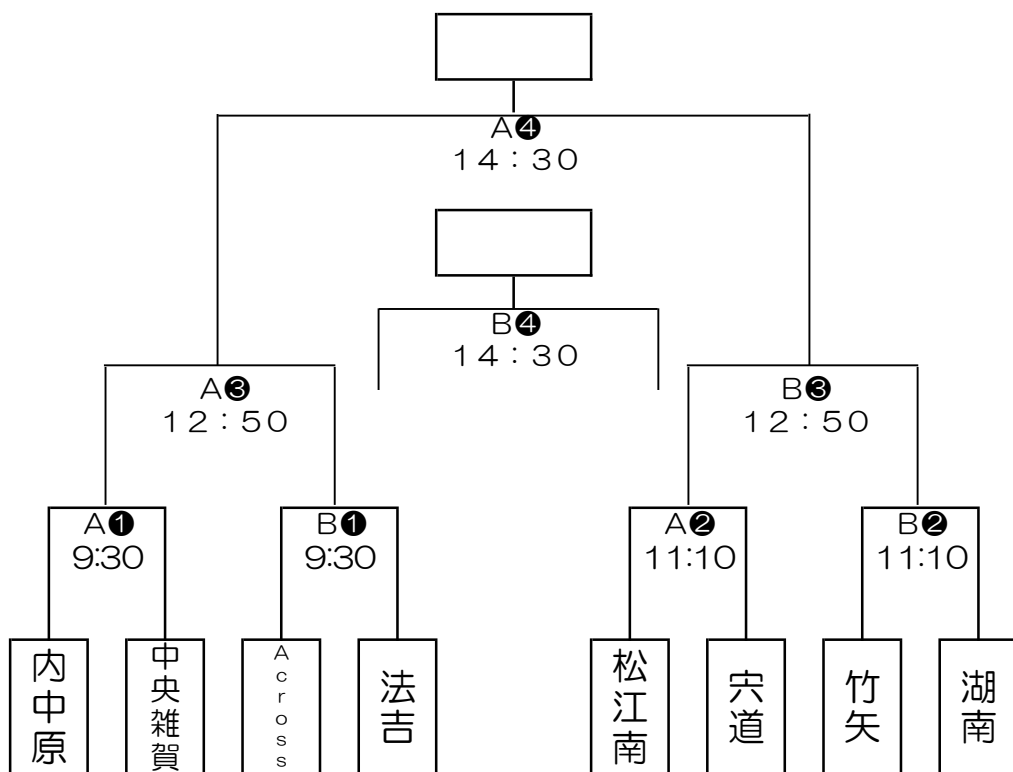 A❹
14：30
B❹
14：30
A❸
12：50
B❸
12：50
A❶
9:30
B❶
9:30
A❷
11:10
B❷
11:10
内中原
中央雑賀
Across
法吉
松江南
宍道
竹矢
湖南